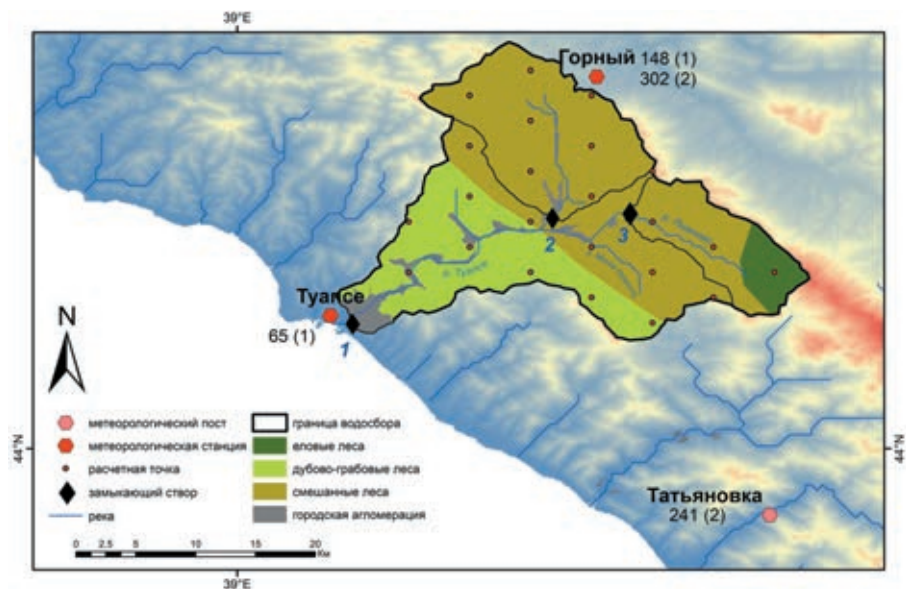 39°E
Горный 148 (1)
302 (2)
2
3
р. Туапсе
Туапсе
65 (1)
1
N
44°N
44°N
метеорологический пост
метеорологическая станция
расчетная точка
замыкающий створ
река
граница водосбора
еловые леса
дубово-грабовые леса
смешанные леса
городская агломерация
Татьяновка
241 (2)
0 2.5 5 10 15 20
Км
39°E